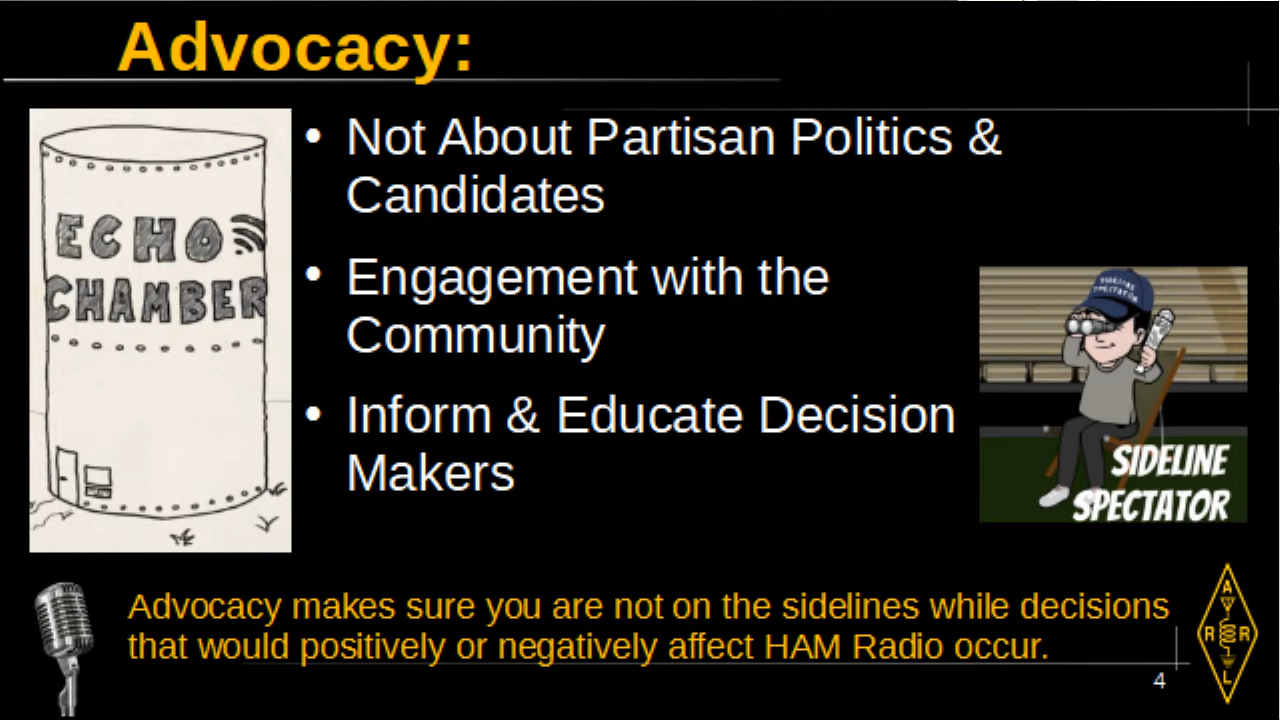 Advocacy:
ECHO
CHAMBER
• Not About Partisan Politics &
Candidates
• Engagement with the
Community
• Inform & Educate Decision
Makers
SIDELINE
SPECTATOR
SIDELINE
SPECTATOR
Advocacy makes sure you are not on the sidelines while decisions
that would positively or negatively affect HAM Radio occur.
4
A
R R
L